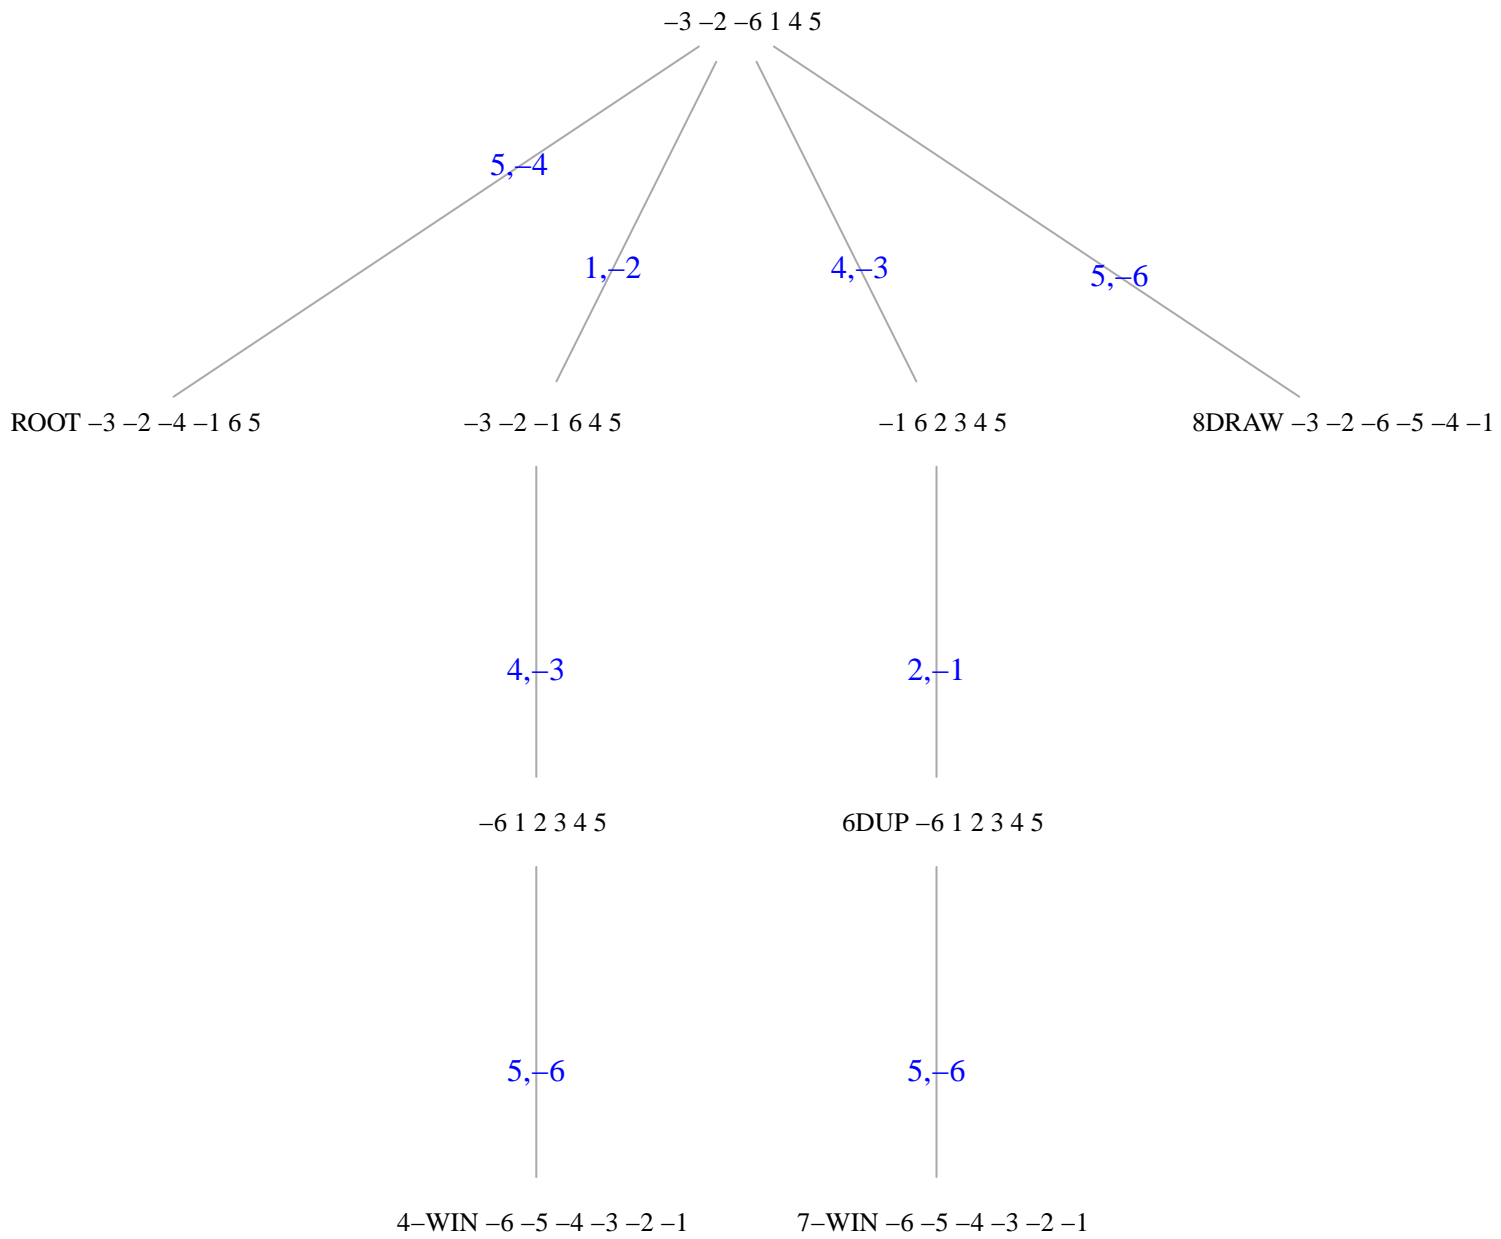 −3 −2 −6 1 4 5
5,−4
1,−2
4,−3
5,−6
ROOT −3 −2 −4 −1 6 5
−3 −2 −1 6 4 5
−1 6 2 3 4 5
8DRAW −3 −2 −6 −5 −4 −1
4,−3
2,−1
−6 1 2 3 4 5
6DUP −6 1 2 3 4 5
5,−6
5,−6
4−WIN −6 −5 −4 −3 −2 −1
7−WIN −6 −5 −4 −3 −2 −1